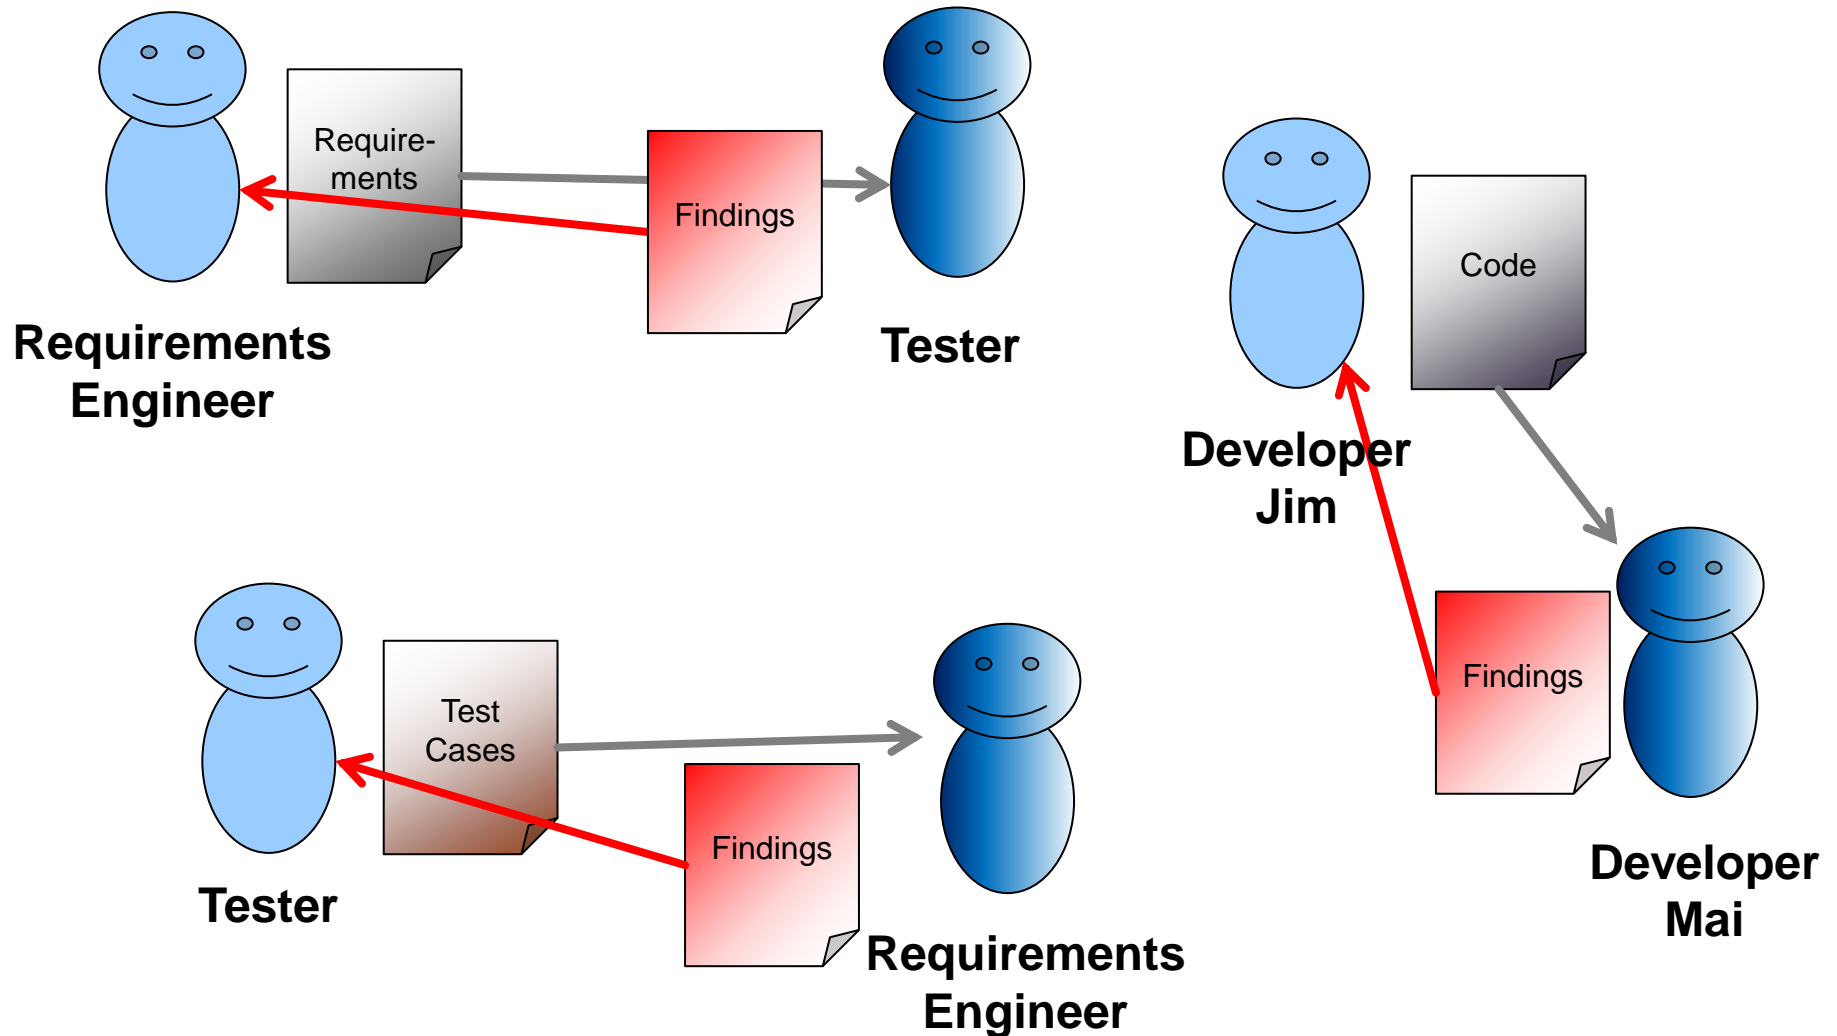 Require-
ments
Findings
Requirements
Engineer
Tester
Code
Developer
Jim
Test
Cases
Findings
Tester
Requirements
Engineer
Findings
Developer
Mai